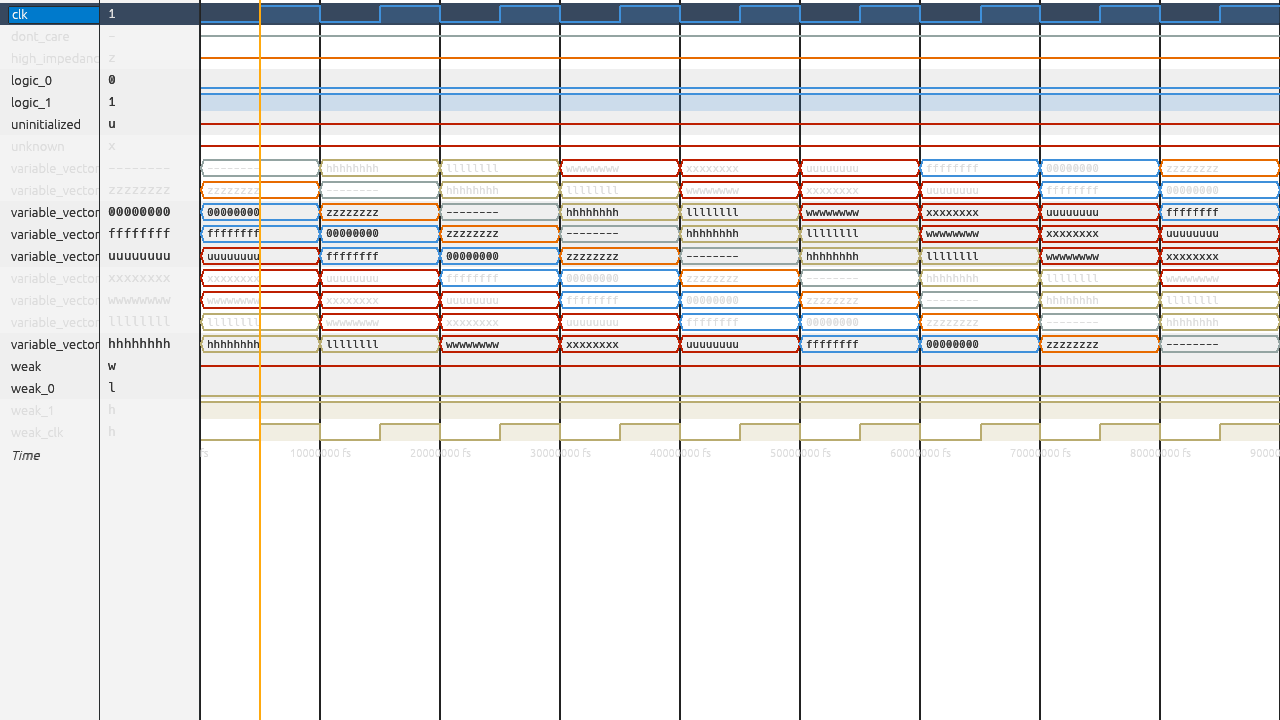 clk 1
dont_care -
high_impedanc z
logic_0 0
logic_1 1
uninitialized u
unknown x
variable_vector -------- -------- hhhhhhhh llllllll wwwwwwww xxxxxxxx uuuuuuuu ffffffff 00000000 zzzzzzzz
variable_vector zzzzzzzz zzzzzzzz -------- hhhhhhhh llllllll wwwwwwww xxxxxxxx uuuuuuuu ffffffff 00000000
variable_vector 00000000 00000000 zzzzzzzz -------- hhhhhhhh llllllll wwwwwwww xxxxxxxx uuuuuuuu ffffffff
variable_vector ffffffff ffffffff 00000000 zzzzzzzz -------- hhhhhhhh llllllll wwwwwwww xxxxxxxx uuuuuuuu
variable_vector uuuuuuuu uuuuuuuu ffffffff 00000000 zzzzzzzz -------- hhhhhhhh llllllll wwwwwwww xxxxxxxx
variable_vector xxxxxxxx xxxxxxxx uuuuuuuu ffffffff 00000000 zzzzzzzz -------- hhhhhhhh llllllll wwwwwwww
variable_vector wwwwwwww wwwwwwww xxxxxxxx uuuuuuuu ffffffff 00000000 zzzzzzzz -------- hhhhhhhh llllllll
variable_vector llllllll llllllll wwwwwwww xxxxxxxx uuuuuuuu ffffffff 00000000 zzzzzzzz -------- hhhhhhhh
variable_vector hhhhhhhh hhhhhhhh llllllll wwwwwwww xxxxxxxx uuuuuuuu ffffffff 00000000 zzzzzzzz --------
weak w
weak_0 l
weak_1 h
weak_clk h
Time fs 10000000 fs 20000000 fs 30000000 fs 40000000 fs 50000000 fs 60000000 fs 70000000 fs 80000000 fs 900000